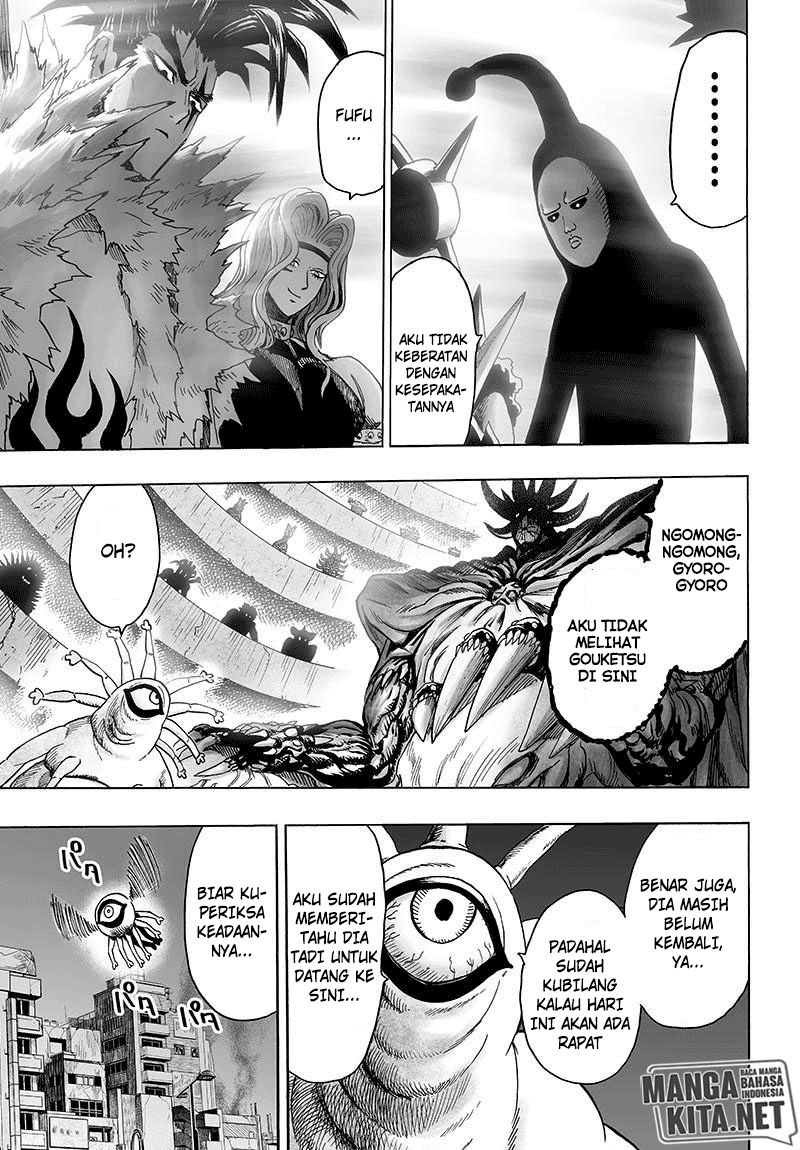 ......
AKU TIDAK
KEBERATAN
DENGAN
KESEPAKA-
TANNYA
FUFU
...
NGOMONG-
NGOMONG,
GYORO-
GYORO
AKU TIDAK
MELIHAT
GOUKETSU
DI SINI
OH?
BENAR JUGA,
DIA MASIH
BELUM
KEMBALI,
YA...
PADAHAL
SUDAH
KUBILANG
KALAU HARI
INI AKAN ADA
RAPAT
AKU SUDAH
MEMBERI-
TAHU DIA
TADI UNTUK
DATANG KE
SINI...
BIAR KU-
PERIKSA
KEADAAN-
NYA...
パタ
パタ
パタ
MANGA
KITA.NET
BACA MANGA
BAHASA
INDONESIA